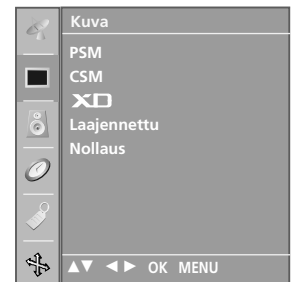 Kuva
PSM
CSM
XD
Laajennettu
Nollaus
▲▼ ◄► OK MENU